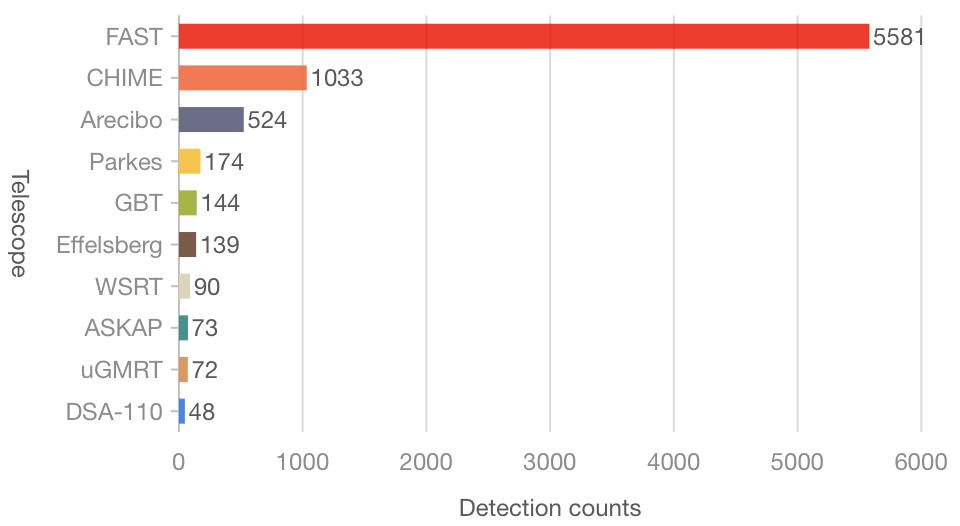 FAST 5581
CHIME 1033
Arecibo 524
Parkes 174
GBT 144
Effelsberg 139
WSRT 90
ASKAP 73
uGMRT 72
DSA-110 48
Telescope
0 1000 2000 3000 4000 5000 6000
Detection counts